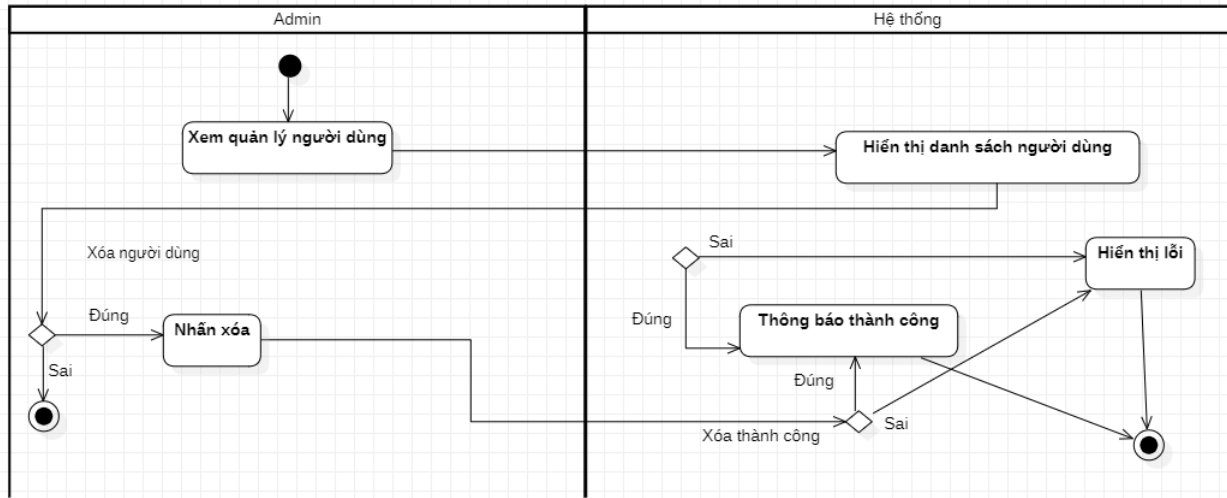 Admin
Hệ thống
Xem quản lý người dùng
Hiển thị danh sách người dùng
Xóa người dùng
Sai
Hiển thị lỗi
Đúng
Nhấn xóa
Đúng
Thông báo thành công
Sai
Đúng
Xóa thành công
Sai